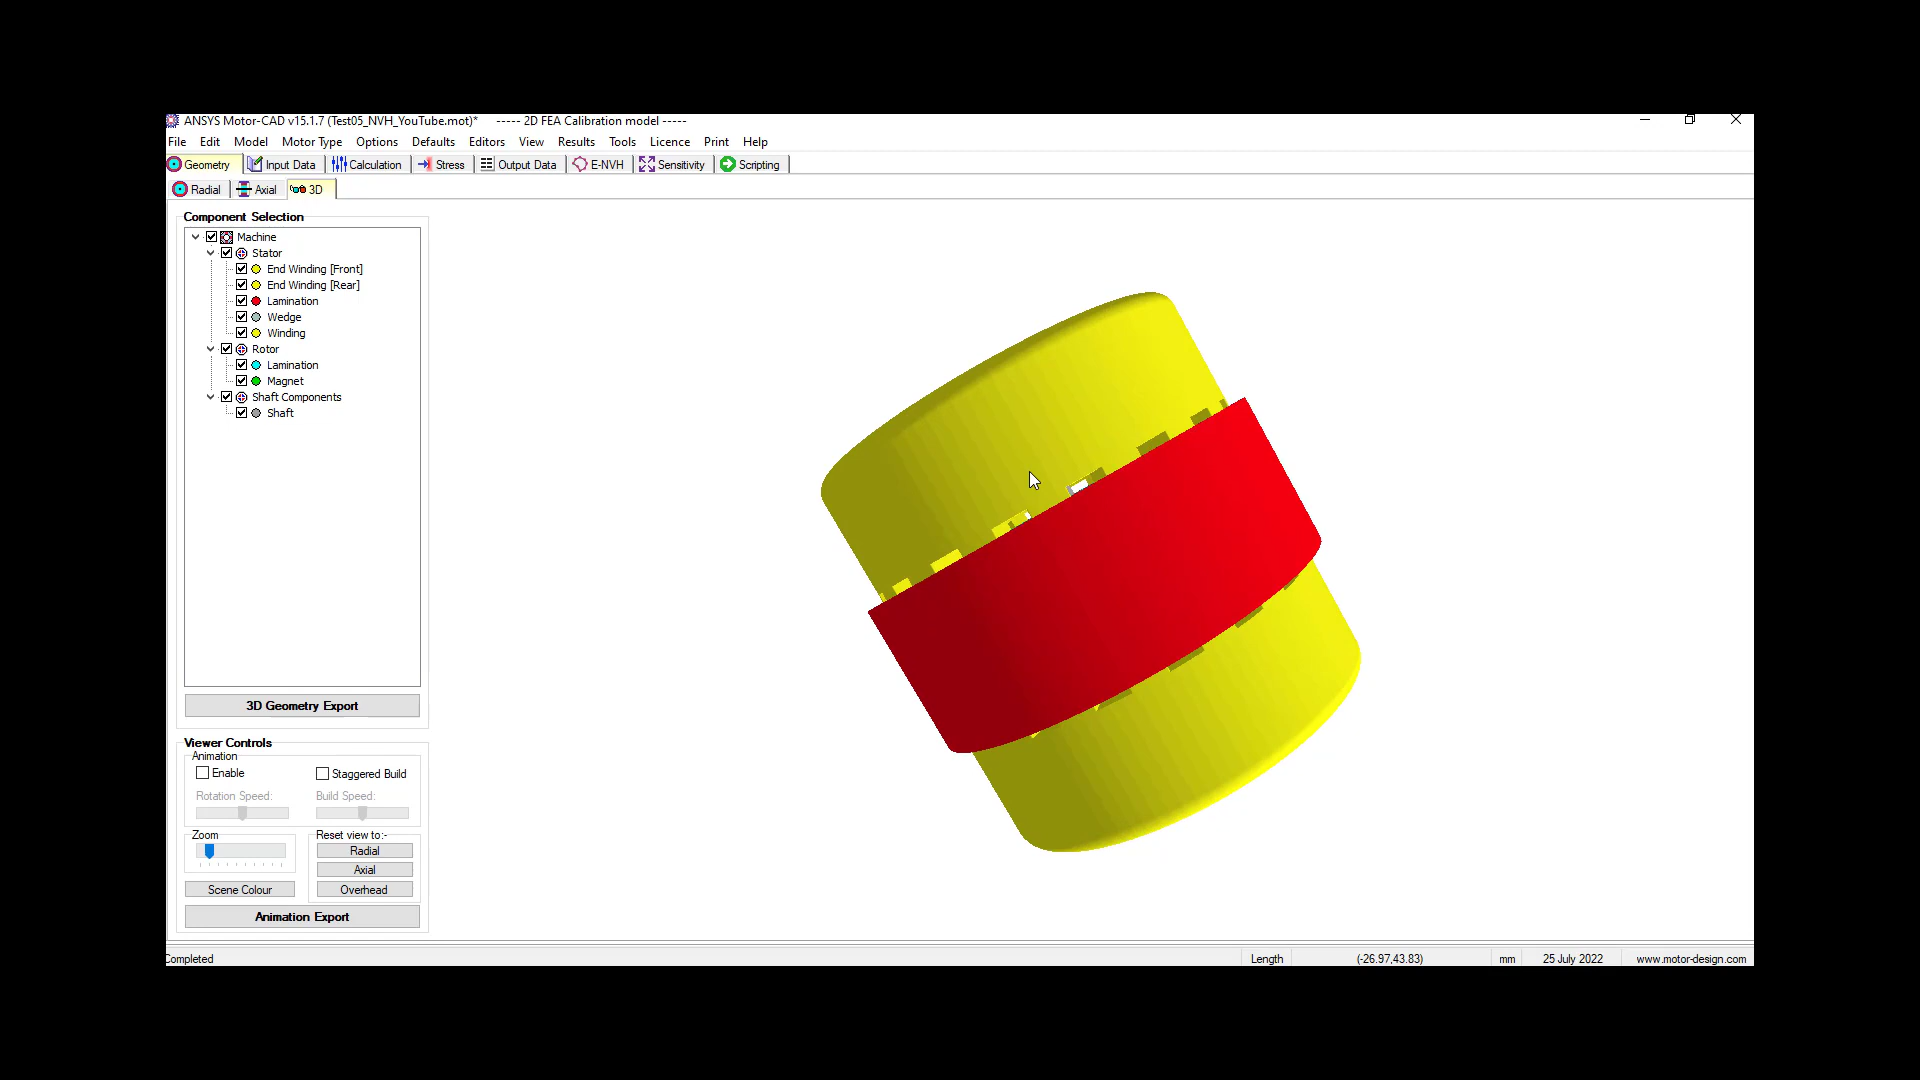 ANSYS Motor-CAD v15.1.7 (Test05_NVH_YouTube.mot)* ----- 2D FEA Calibration model -----
File Edit Model Motor Type Options Defaults Editors View Results Tools Licence Print Help
Geometry Input Data Calculation Stress Output Data E-NVH Sensitivity Scripting
Radial Axial 3D
Component Selection
Machine
Stator
End Winding [Front]
End Winding [Rear]
Lamination
Wedge
Winding
Rotor
Lamination
Magnet
Shaft Components
Shaft
3D Geometry Export
Viewer Controls
Animation
Enable Staggered Build
Rotation Speed: Build Speed:
Zoom Reset view to:-
Radial
Axial
Scene Colour Overhead
Animation Export
Completed Length (-26.97,43.83) mm 25 July 2022 www.motor-design.com